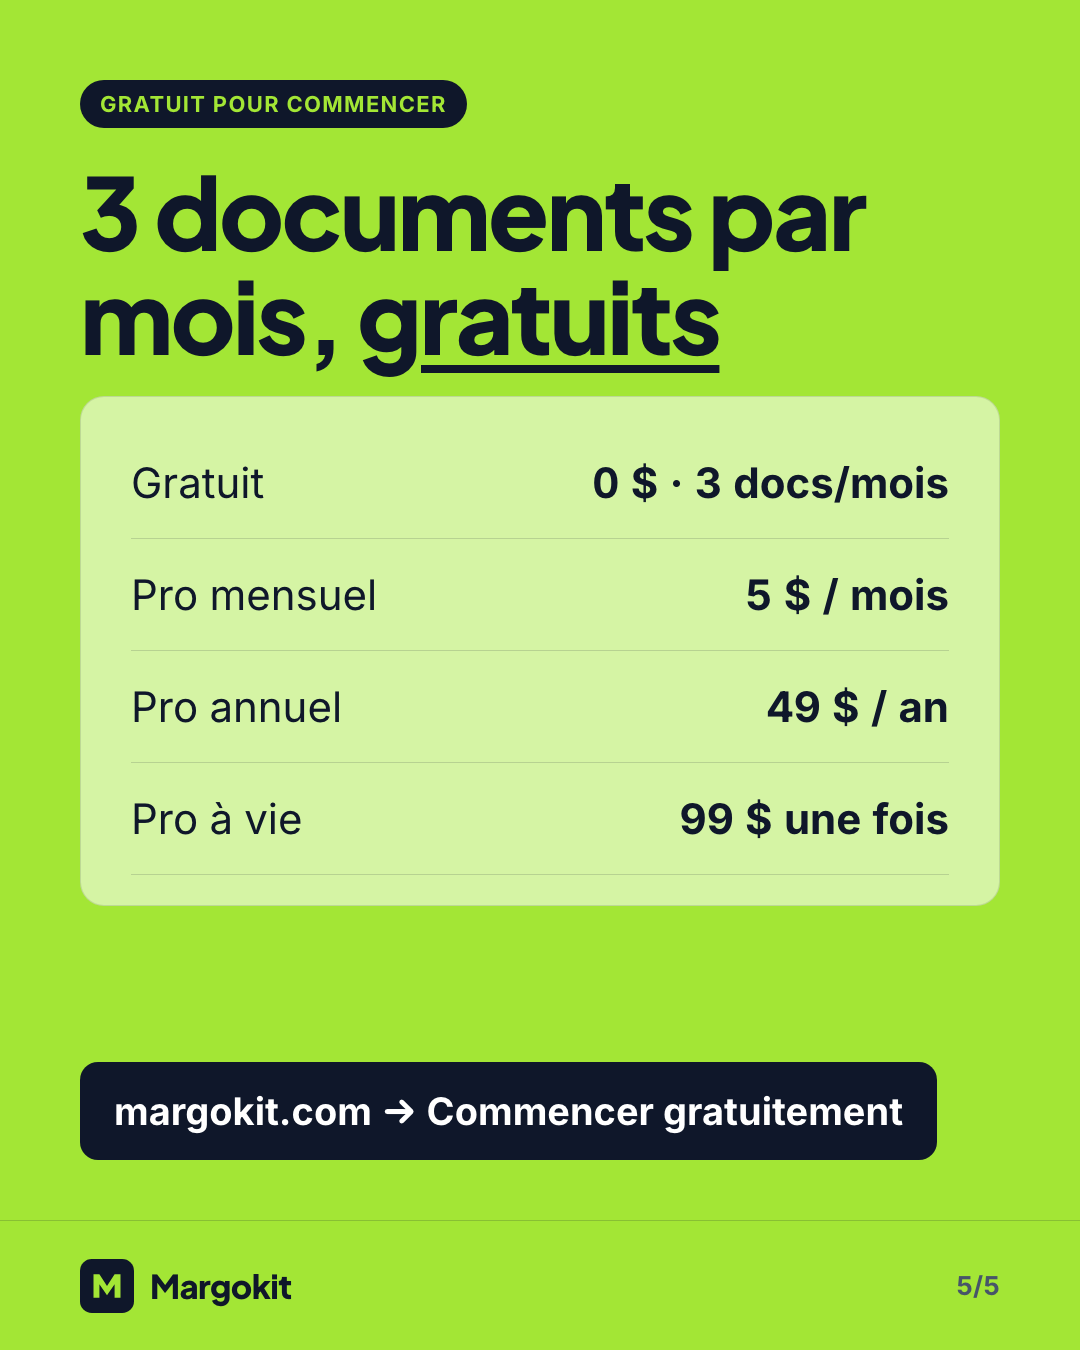 GRATUIT POUR COMMENCER
3 documents par
mois, gratuits
Gratuit 0 $ · 3 docs/mois
Pro mensuel 5 $ / mois
Pro annuel 49 $ / an
Pro à vie 99 $ une fois
margokit.com → Commencer gratuitement
M Margokit 5/5